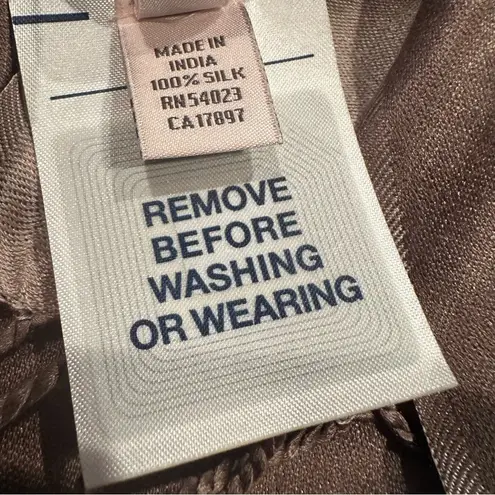 MADE IN
INDIA
100% SILK
RN54023
CA17897
REMOVE
BEFORE
WASHING
OR WEARING